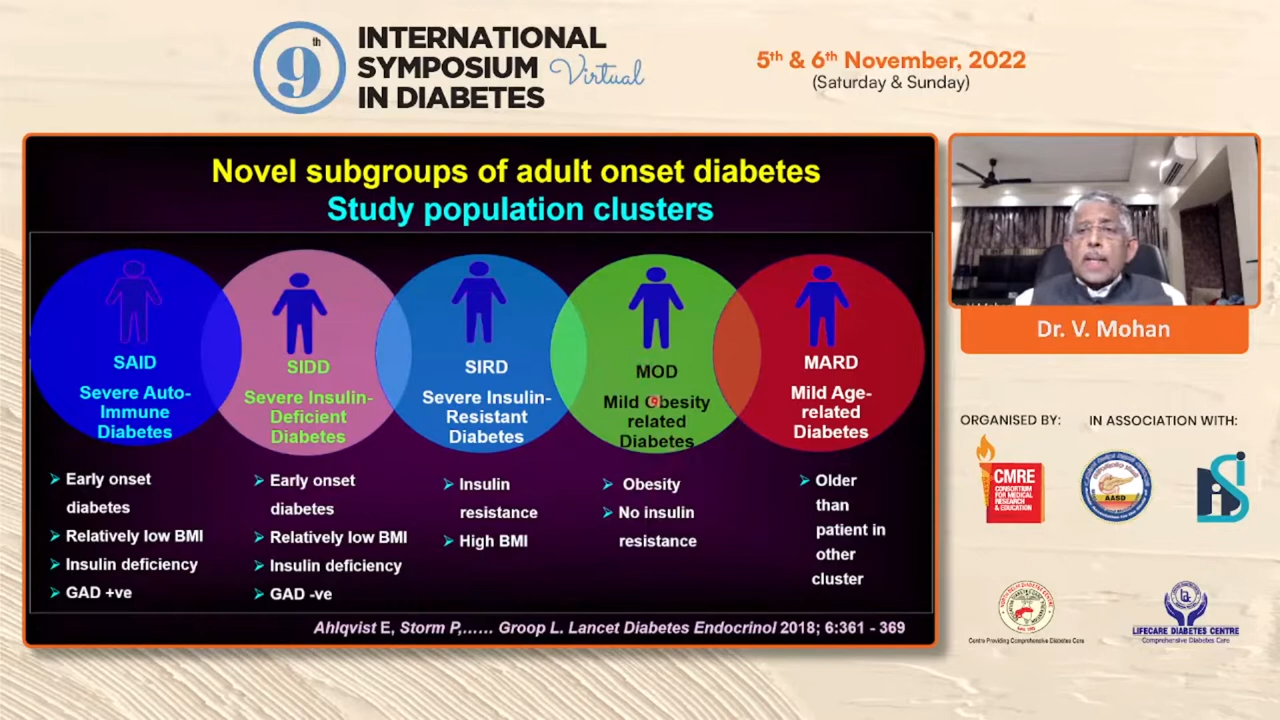 9th
INTERNATIONAL
SYMPOSIUM Virtual
IN DIABETES
5th & 6th November, 2022
(Saturday & Sunday)
Novel subgroups of adult onset diabetes
Study population clusters
SAID
Severe Auto-
Immune
Diabetes
SIDD
Severe Insulin-
Deficient
Diabetes
SIRD
Severe Insulin-
Resistant
Diabetes
MOD
Mild Obesity
related
Diabetes
MARD
Mild Age-
related
Diabetes
Early onset
diabetes
Relatively low BMI
Insulin deficiency
GAD +ve
Early onset
diabetes
Relatively low BMI
Insulin deficiency
GAD -ve
Insulin
resistance
High BMI
Obesity
No insulin
resistance
Older
than
patient in
other
cluster
Ahlqvist E, Storm P,...... Groop L. Lancet Diabetes Endocrinol 2018; 6:361 - 369
Dr. V. Mohan
ORGANISED BY:
IN ASSOCIATION WITH:
CMRE
CONSORTIUM
FOR MEDICAL
RESEARCH
& EDUCATION
AASD
Centre Providing Comprehensive Diabetes Care
LIFECARE DIABETES CENTRE
Comprehensive Diabetes Care